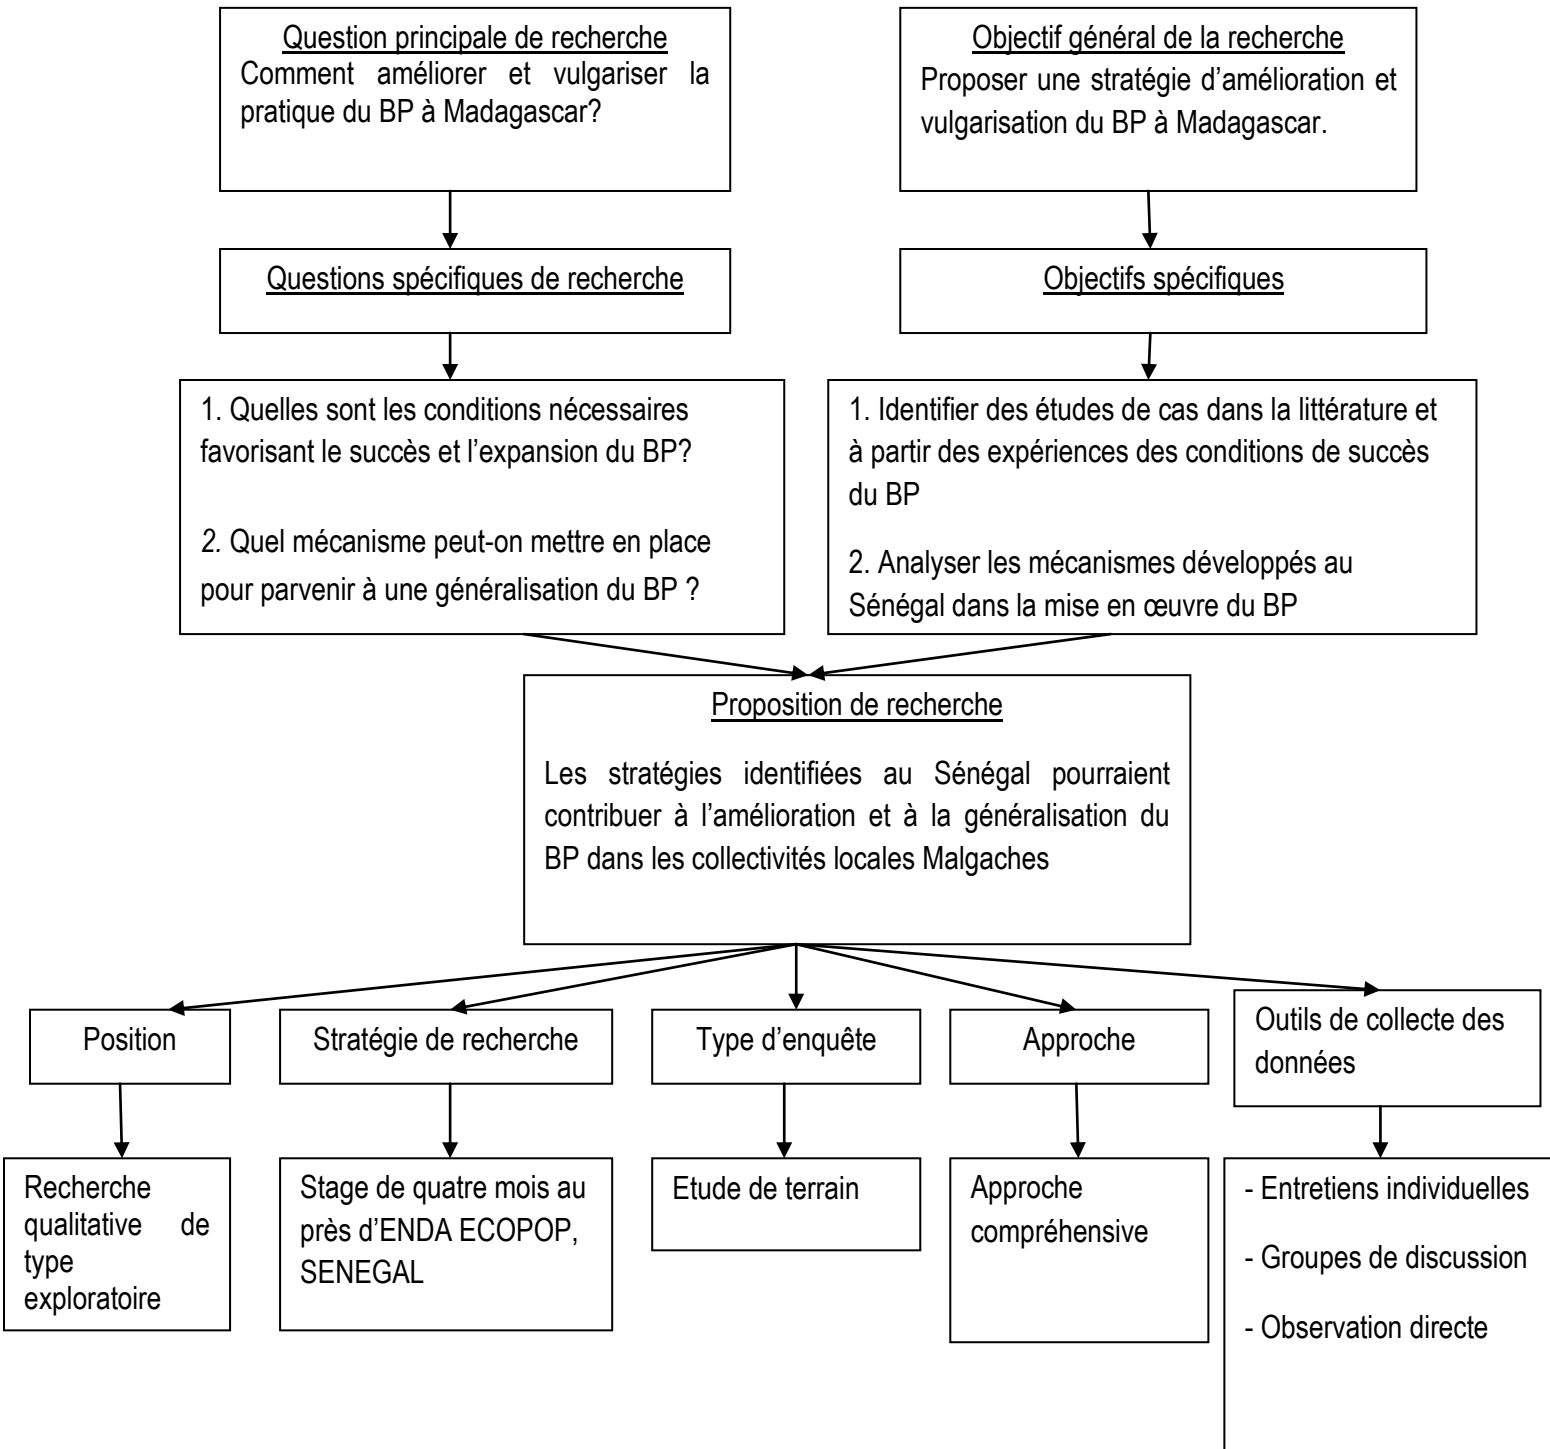 Question principale de recherche
Comment améliorer et vulgariser la
pratique du BP à Madagascar?
Objectif général de la recherche
Proposer une stratégie d’amélioration et
vulgarisation du BP à Madagascar.
Questions spécifiques de recherche
Objectifs spécifiques
1. Quelles sont les conditions nécessaires
favorisant le succès et l’expansion du BP?
2. Quel mécanisme peut-on mettre en place
pour parvenir à une généralisation du BP ?
1. Identifier des études de cas dans la littérature et
à partir des expériences des conditions de succès
du BP
2. Analyser les mécanismes développés au
Sénégal dans la mise en œuvre du BP
Proposition de recherche
Les stratégies identifiées au Sénégal pourraient
contribuer à l’amélioration et à la généralisation du
BP dans les collectivités locales Malgaches
Position
Stratégie de recherche
Type d’enquête
Approche
Outils de collecte des
données
Recherche
qualitative de
type
exploratoire
Stage de quatre mois au
près d’ENDA ECOPOP,
SENEGAL
Etude de terrain
Approche
compréhensive
- Entretiens individuelles
- Groupes de discussion
- Observation directe